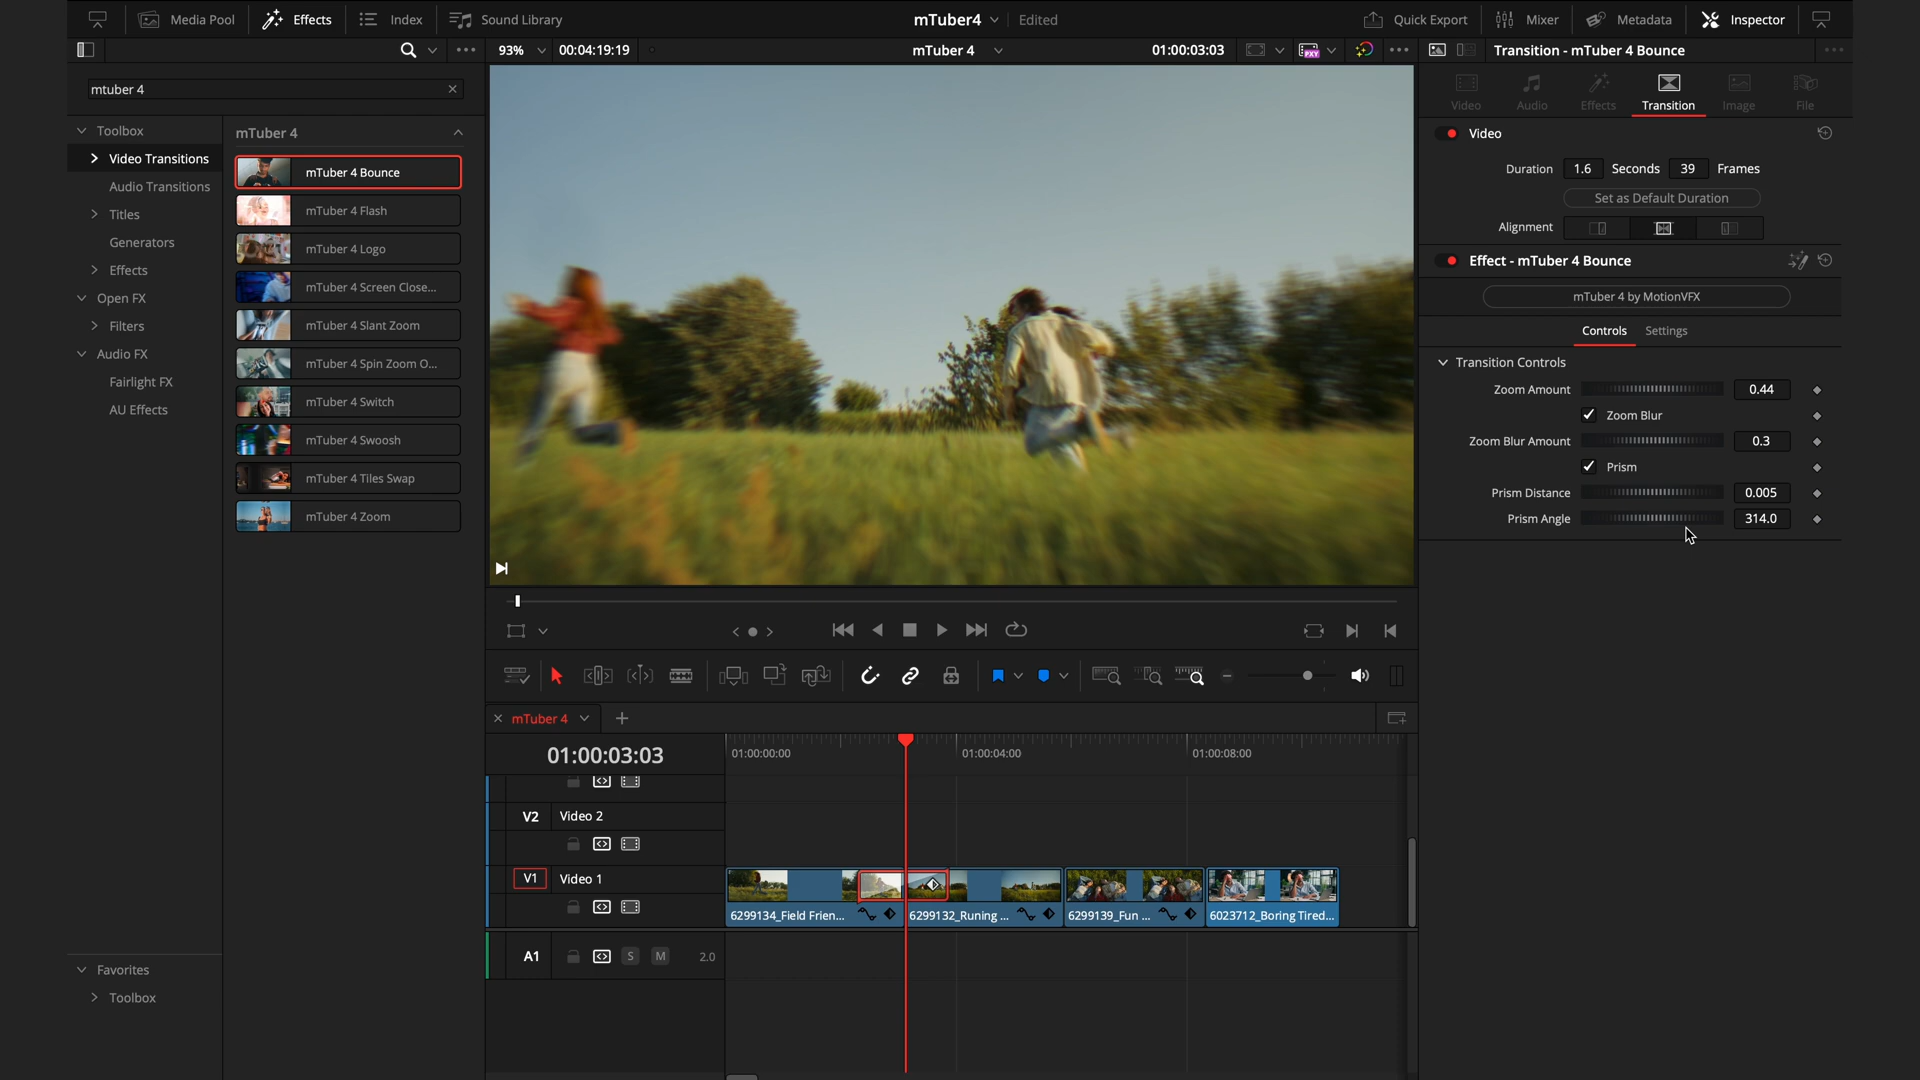 Media Pool
Effects
Index
Sound Library
mTuber4
Edited
Quick Export
Mixer
Metadata
Inspector
93%
00:04:19:19
mTuber 4
01:00:03:03
PXY
Transition - mTuber 4 Bounce
mtuber 4
Video
Audio
Effects
Transition
Image
File
Toolbox
Video Transitions
Audio Transitions
Titles
Generators
Effects
Open FX
Filters
Audio FX
Fairlight FX
AU Effects
mTuber 4
mTuber 4 Bounce
mTuber 4 Flash
mTuber 4 Logo
mTuber 4 Screen Close...
mTuber 4 Slant Zoom
mTuber 4 Spin Zoom O...
mTuber 4 Switch
mTuber 4 Swoosh
mTuber 4 Tiles Swap
mTuber 4 Zoom
Video
Duration 1.6 Seconds 39 Frames
Set as Default Duration
Alignment
Effect - mTuber 4 Bounce
mTuber 4 by MotionVFX
Controls Settings
Transition Controls
Zoom Amount 0.44
Zoom Blur
Zoom Blur Amount 0.3
Prism
Prism Distance 0.005
Prism Angle 314.0
mTuber 4
01:00:03:03
01:00:00:00
01:00:04:00
01:00:08:00
V2 Video 2
V1 Video 1
6299134_Field Frien...
6299132_Runing ...
6299139_Fun ...
6023712_Boring Tired...
A1 S M 2.0
Favorites
Toolbox